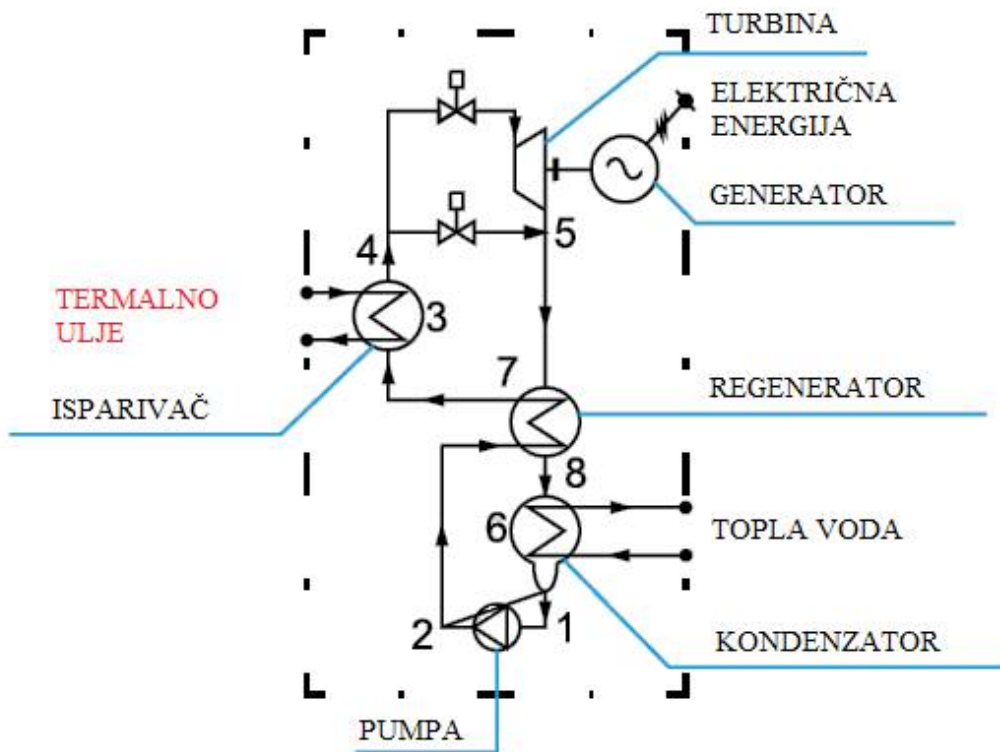 TURBINA
ELEKTRIČNA
ENERGIJA
GENERATOR
4
5
TERMALNO
ULJE
3
7
REGENERATOR
ISPARIVAČ
8
6
TOPLA VODA
2
1
KONDENZATOR
PUMPA